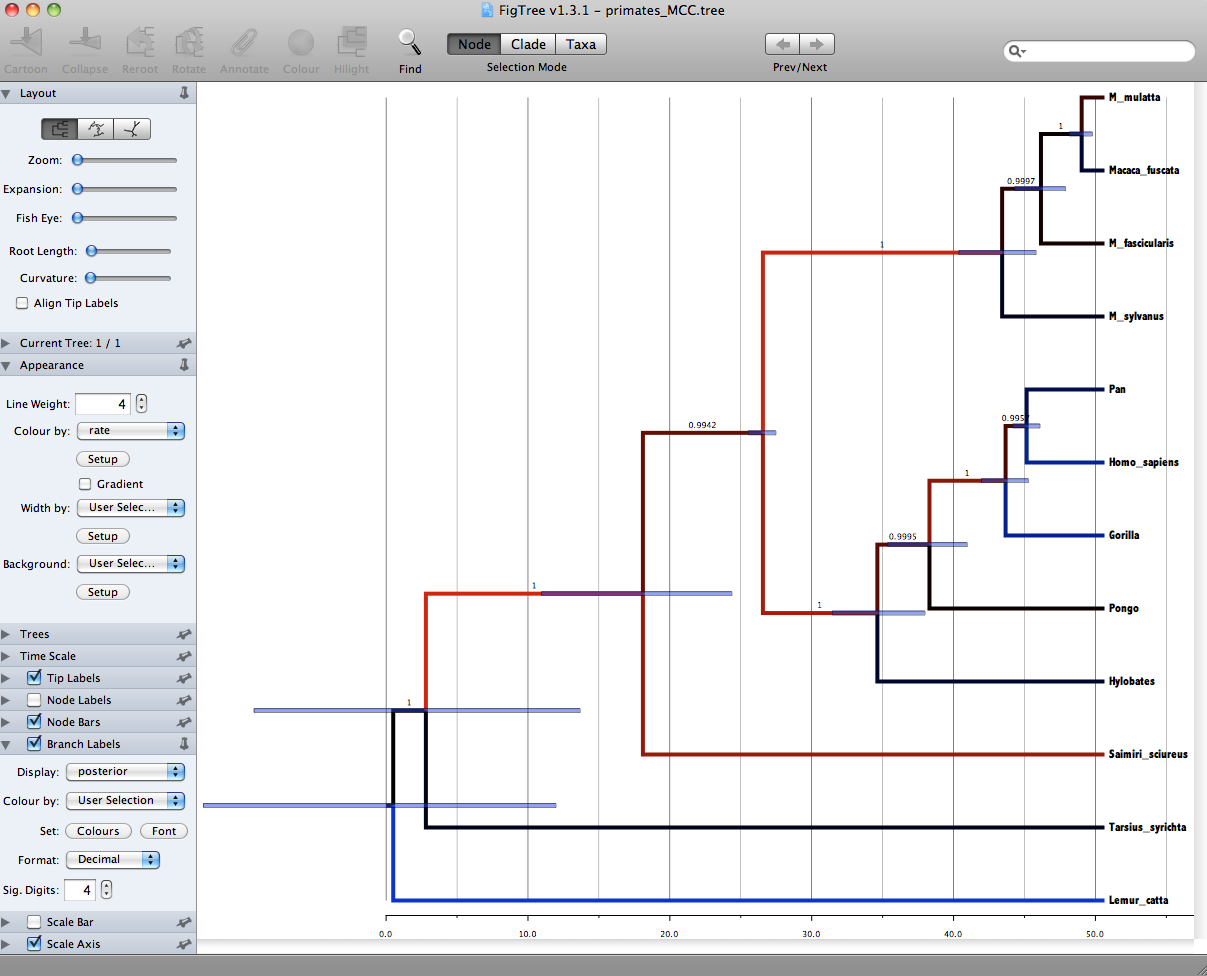 FigTree v1.3.1 – primates_MCC.tree
Cartoon Collapse Reroot Rotate Annotate Colour Hilight Find
Node Clade Taxa
Selection Mode
Prev/Next
Layout
Zoom:
Expansion:
Fish Eye:
Root Length:
Curvature:
Align Tip Labels
Current Tree: 1 / 1
Appearance
Line Weight: 4
Colour by: rate
Setup
Gradient
Width by: User Selec...
Setup
Background: User Selec...
Setup
Trees
Time Scale
Tip Labels
Node Labels
Node Bars
Branch Labels
Display: posterior
Colour by: User Selection
Set: Colours Font
Format: Decimal
Sig. Digits: 4
Scale Bar
Scale Axis
M_mulatta
1
Macaca_fuscata
0.9997
M_fascicularis
1
M_sylvanus
Pan
0.9957
0.9942
Homo_sapiens
1
Gorilla
0.9995
1
Pongo
1
Hylobates
1
Saimiri_sciureus
Tarsius_syrichta
Lemur_catta
0.0 10.0 20.0 30.0 40.0 50.0